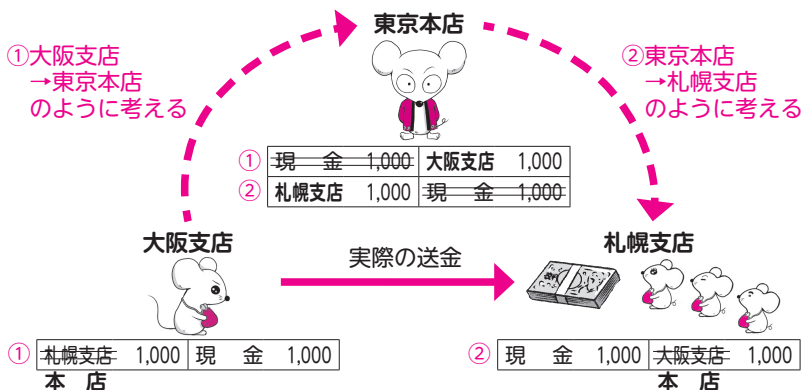 東京本店
①大阪支店
→東京本店
のように考える
②東京本店
→札幌支店
のように考える
① 現　金 1,000 大阪支店 1,000
② 札幌支店 1,000 現　金 1,000
大阪支店
実際の送金
札幌支店
① 札幌支店 1,000 現　金 1,000
本　店
② 現　金 1,000 大阪支店 1,000
本　店